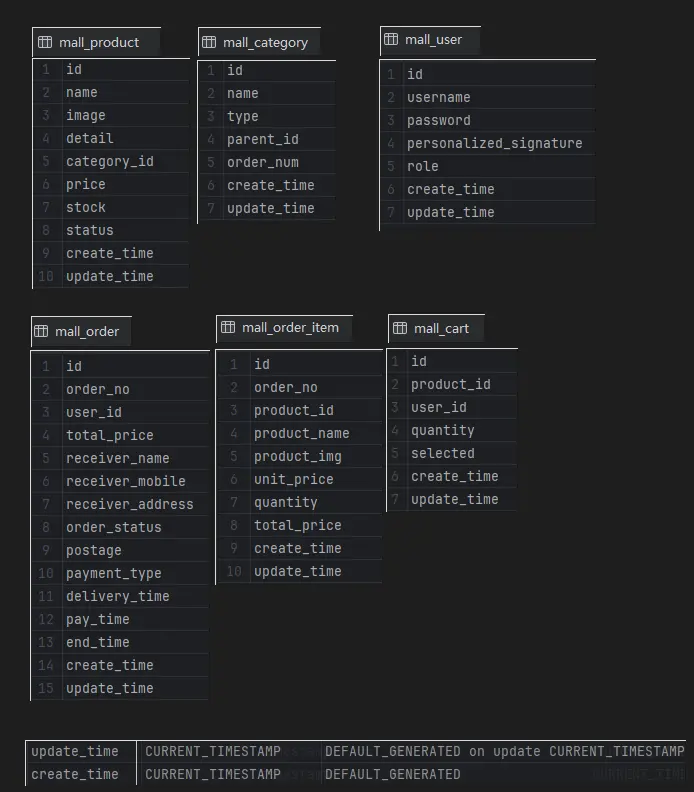 mall_product
1 id
2 name
3 image
4 detail
5 category_id
6 price
7 stock
8 status
9 create_time
10 update_time
mall_category
1 id
2 name
3 type
4 parent_id
5 order_num
6 create_time
7 update_time
mall_user
1 id
2 username
3 password
4 personalized_signature
5 role
6 create_time
7 update_time
mall_order
1 id
2 order_no
3 user_id
4 total_price
5 receiver_name
6 receiver_mobile
7 receiver_address
8 order_status
9 postage
10 payment_type
11 delivery_time
12 pay_time
13 end_time
14 create_time
15 update_time
mall_order_item
1 id
2 order_no
3 product_id
4 product_name
5 product_img
6 unit_price
7 quantity
8 total_price
9 create_time
10 update_time
mall_cart
1 id
2 product_id
3 user_id
4 quantity
5 selected
6 create_time
7 update_time
update_time CURRENT_TIMESTAMP DEFAULT_GENERATED on update CURRENT_TIMESTAMP
create_time CURRENT_TIMESTAMP DEFAULT_GENERATED